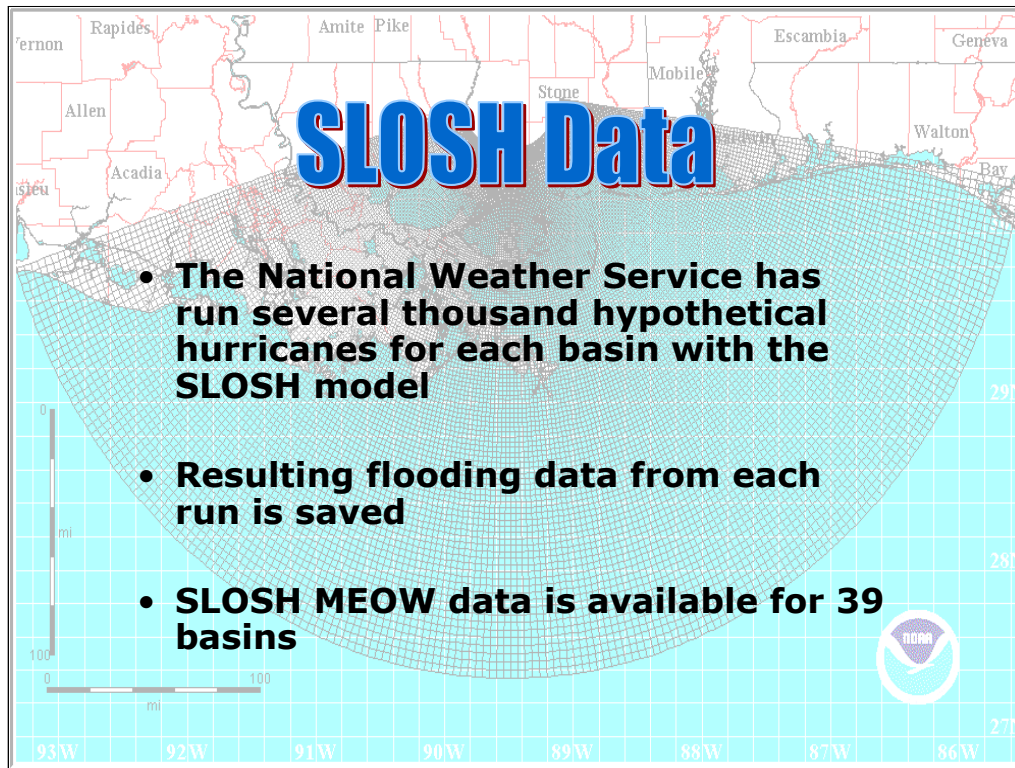 Rapides
Amite Pike
Escambia
Geneva
Vernon
Mobile
Allen
Stone
SLOSH Data
Walton
Acadia
Bay
• The National Weather Service has
run several thousand hypothetical
hurricanes for each basin with the
SLOSH model
29N
0
• Resulting flooding data from each
run is saved
mi
28N
• SLOSH MEOW data is available for 39
basins
NOAA
100
0
100
mi
27N
93W
92W
91W
90W
89W
88W
87W
86W